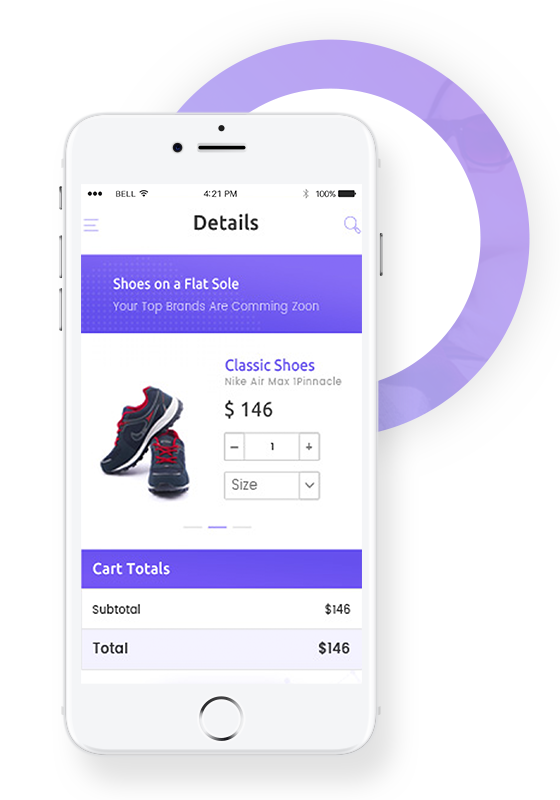 BELL
4:21 PM
100%
Details
Shoes on a Flat Sole
Your Top Brands Are Comming Zoon
Classic Shoes
Nike Air Max 1Pinnacle
$ 146
− 1 +
Size
Cart Totals
Subtotal $146
Total $146